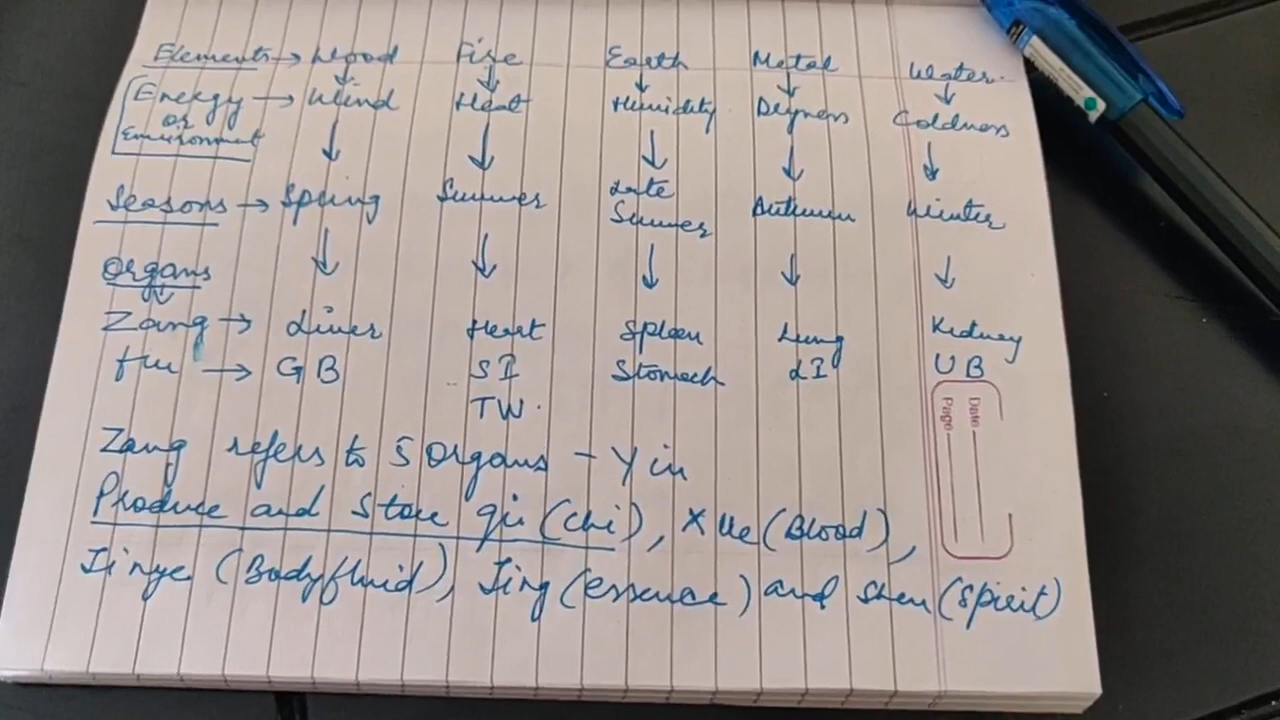 Elements → Wood Fire Earth Metal Water.
Energy → Wind Heat Humidity Dryness Coldness
or
Environment
Seasons → Spring Summer Late Summer Autumn Winter
Organs
Zang → Liver Heart Spleen Lung Kidney
fu → GB SI Stomach LI UB
TW.
Zang refers to 5 organs - Yin
Produce and Store qi (chi), Xue (Blood),
Jinye (Bodyfluid), Jing (essence) and Shen (Spirit)
Date
Page